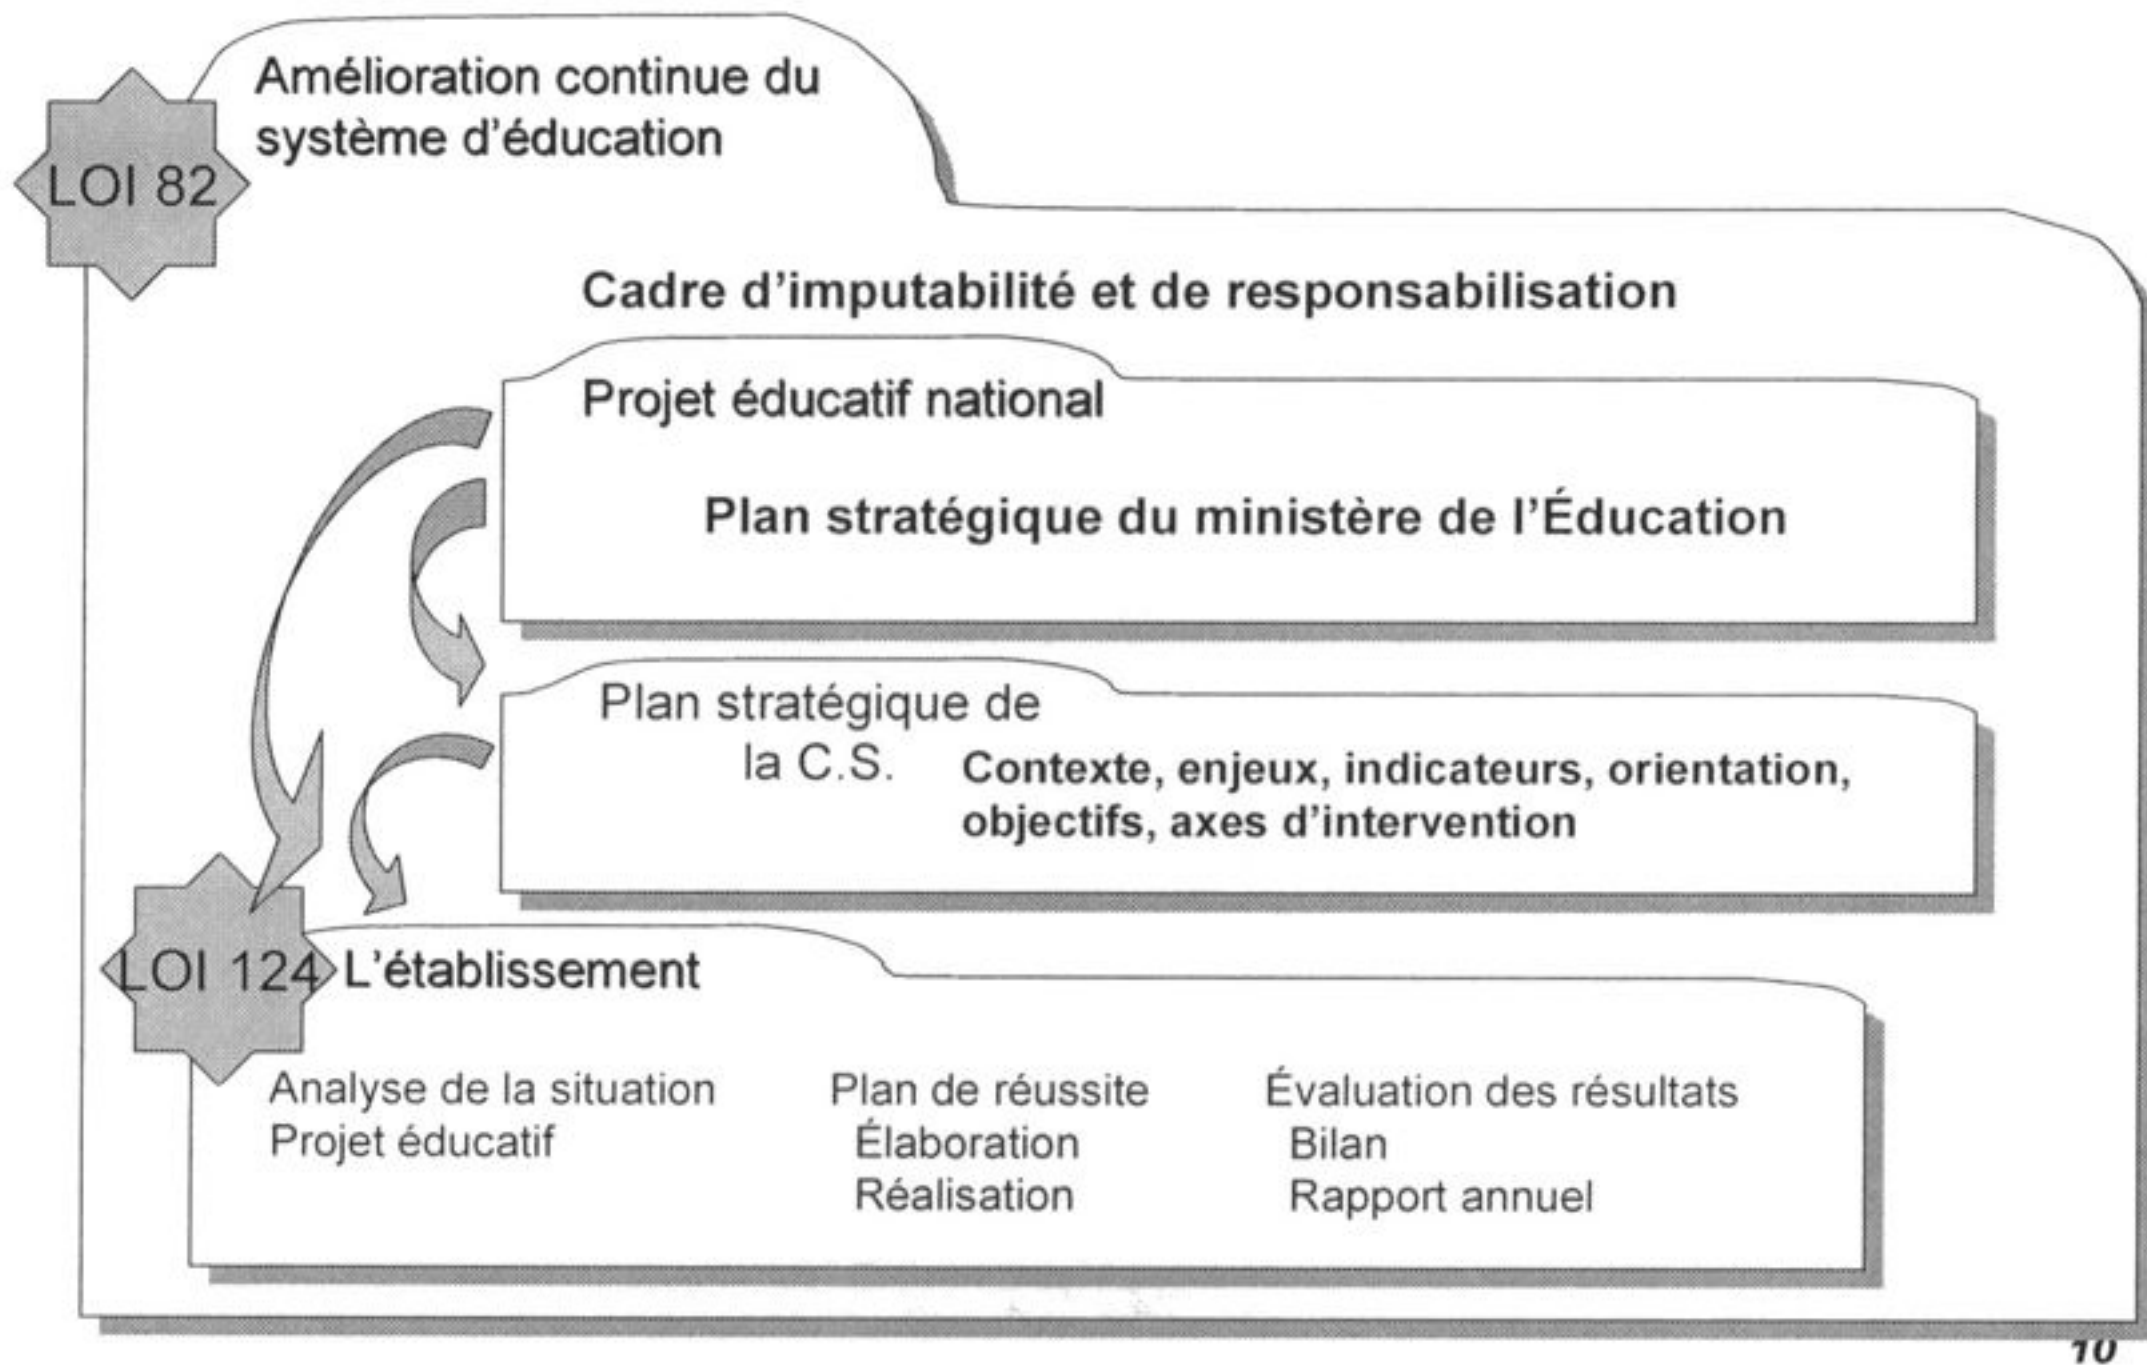 Amélioration continue du
système d'éducation
LOI 82
Cadre d'imputabilité et de responsabilisation
Projet éducatif national
Plan stratégique du ministère de l'Éducation
Plan stratégique de
la C.S.
Contexte, enjeux, indicateurs, orientation,
objectifs, axes d'intervention
LOI 124
L'établissement
Analyse de la situation
Projet éducatif
Plan de réussite
Élaboration
Réalisation
Évaluation des résultats
Bilan
Rapport annuel
10